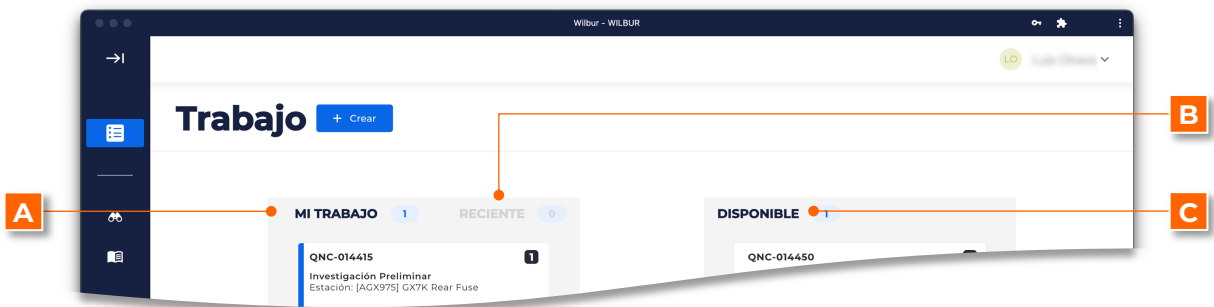 Wilbur - WILBUR
LO
Trabajo
+ Crear
B
A
MI TRABAJO 1 RECIENTE 0
DISPONIBLE 1
C
QNC-014415 1
QNC-014450
Investigación Preliminar
Estación: [AGX975] GX7K Rear Fuse